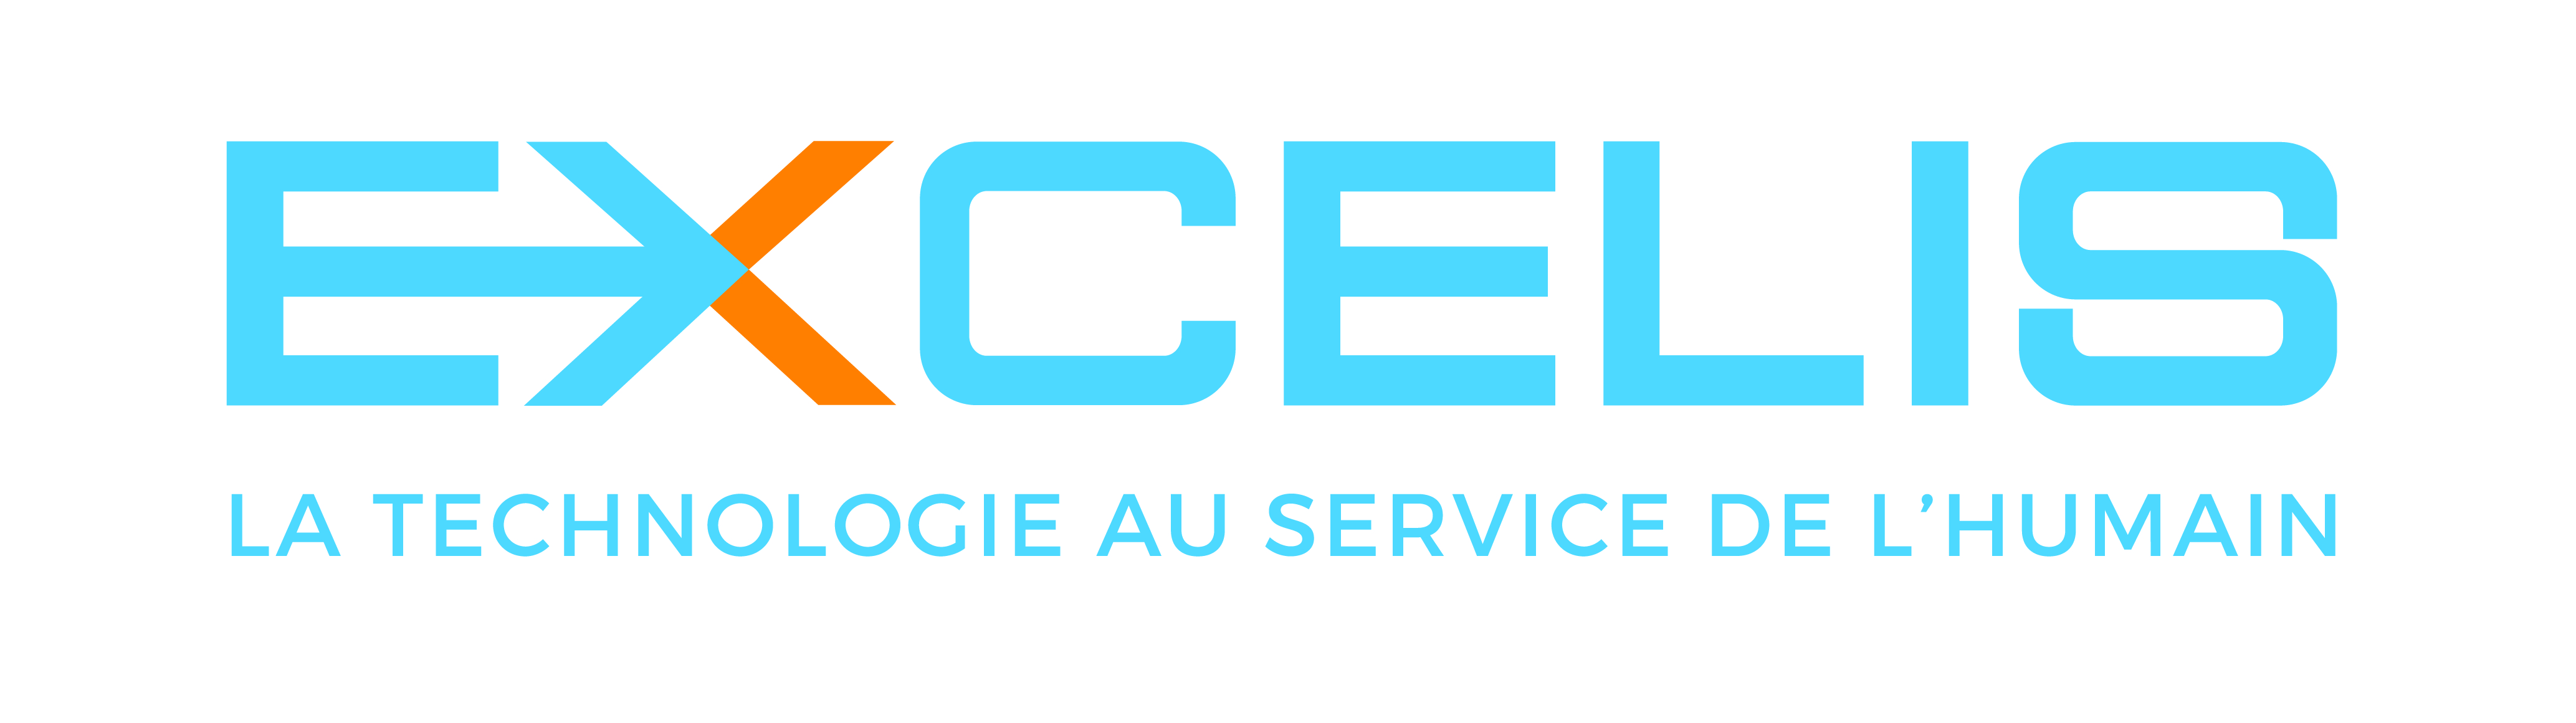 EXCELIS
LA TECHNOLOGIE AU SERVICE DE L’HUMAIN